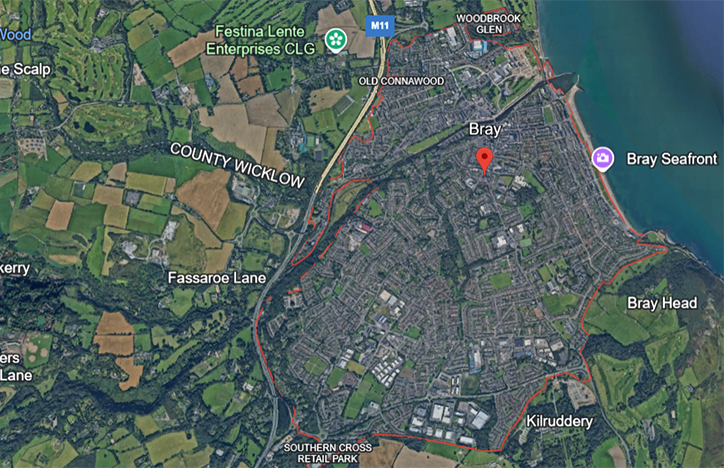 M11
WOODBROOK
GLEN
Festina Lente
Enterprises CLG
Wood
e Scalp
OLD CONNAWOOD
Bray
COUNTY WICKLOW
Bray Seafront
kerry
Fassaroe Lane
Bray Head
ers
Lane
Kilruddery
SOUTHERN CROSS
RETAIL PARK